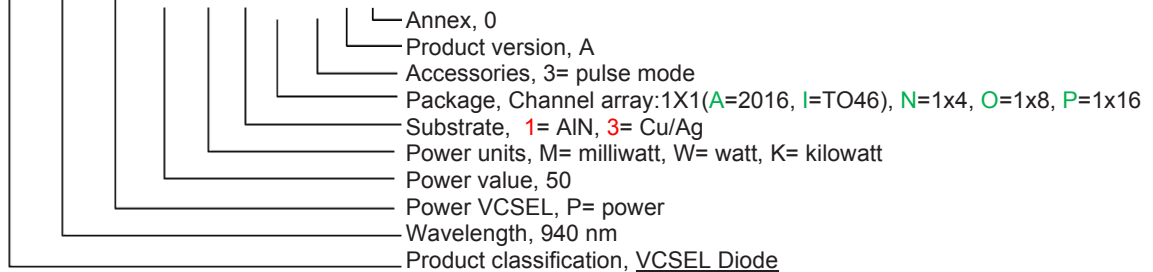 Annex, 0
Product version, A
Accessories, 3= pulse mode
Package, Channel array:1X1(A=2016, I=TO46), N=1x4, O=1x8, P=1x16
Substrate, 1= AlN, 3= Cu/Ag
Power units, M= milliwatt, W= watt, K= kilowatt
Power value, 50
Power VCSEL, P= power
Wavelength, 940 nm
Product classification, VCSEL Diode